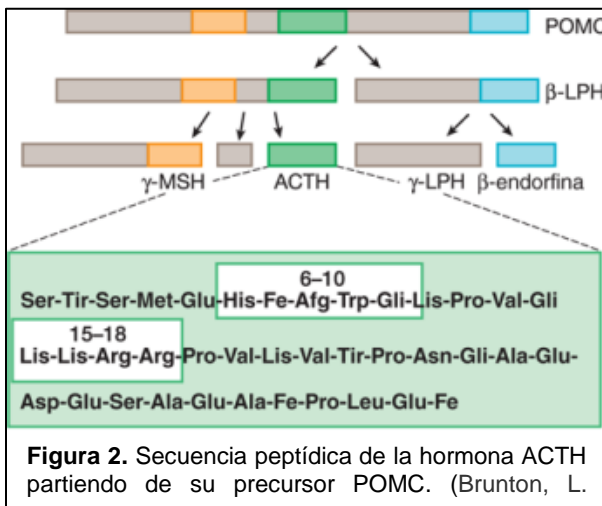 POMC
β-LPH
γ-MSH ACTH γ-LPH β-endorfina
6–10
Ser-Tir-Ser-Met-Glu-His-Fe-Afg-Trp-Gli-Lis-Pro-Val-Gli
15–18
Lis-Lis-Arg-Arg-Pro-Val-Lis-Val-Tir-Pro-Asn-Gli-Ala-Glu-
Asp-Glu-Ser-Ala-Glu-Ala-Fe-Pro-Leu-Glu-Fe
Figura 2. Secuencia peptídica de la hormona ACTH
partiendo de su precursor POMC. (Brunton, L.